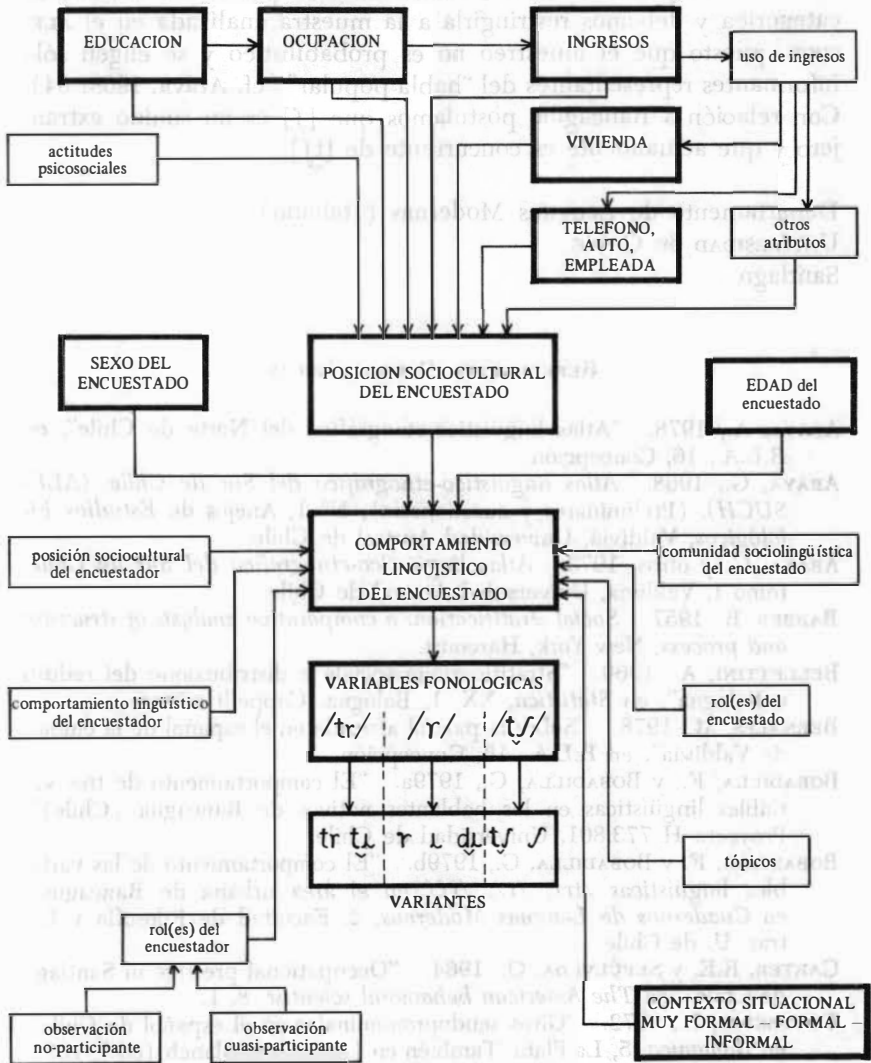 EDUCACION
OCUPACION
INGRESOS
uso de ingresos
actitudes
psicosociales
VIVIENDA
TELEFONO,
AUTO,
EMPLEADA
otros
atributos
SEXO DEL
ENCUESTADO
POSICION SOCIOCULTURAL
DEL ENCUESTADO
EDAD del
encuestado
posición sociocultural
del encuestador
COMPORTAMIENTO
LINGÜISTICO
DEL ENCUESTADO
comunidad sociolingüística
del encuestado
comportamiento lingüístico
del encuestador
VARIABLES FONOLOGICAS
/tr/ /r/ /tʃ/
rol(es) del
encuestado
tr r ʃ
VARIANTES
tópicos
rol(es) del
encuestador
observación
no-participante
observación
cuasi-participante
CONTEXTO SITUACIONAL
MUY FORMAL – FORMAL –
INFORMAL